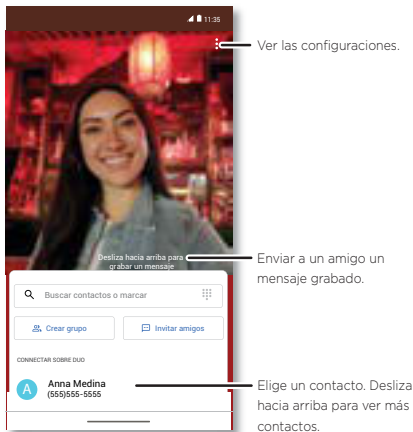 11:35
Ver las configuraciones.
Desliza hacia arriba para
grabar un mensaje
Enviar a un amigo un
mensaje grabado.
Buscar contactos o marcar
Crear grupo
Invitar amigos
CONNECTAR SOBRE DUO
A
Anna Medina
(555)555-5555
Elige un contacto. Desliza
hacia arriba para ver más
contactos.